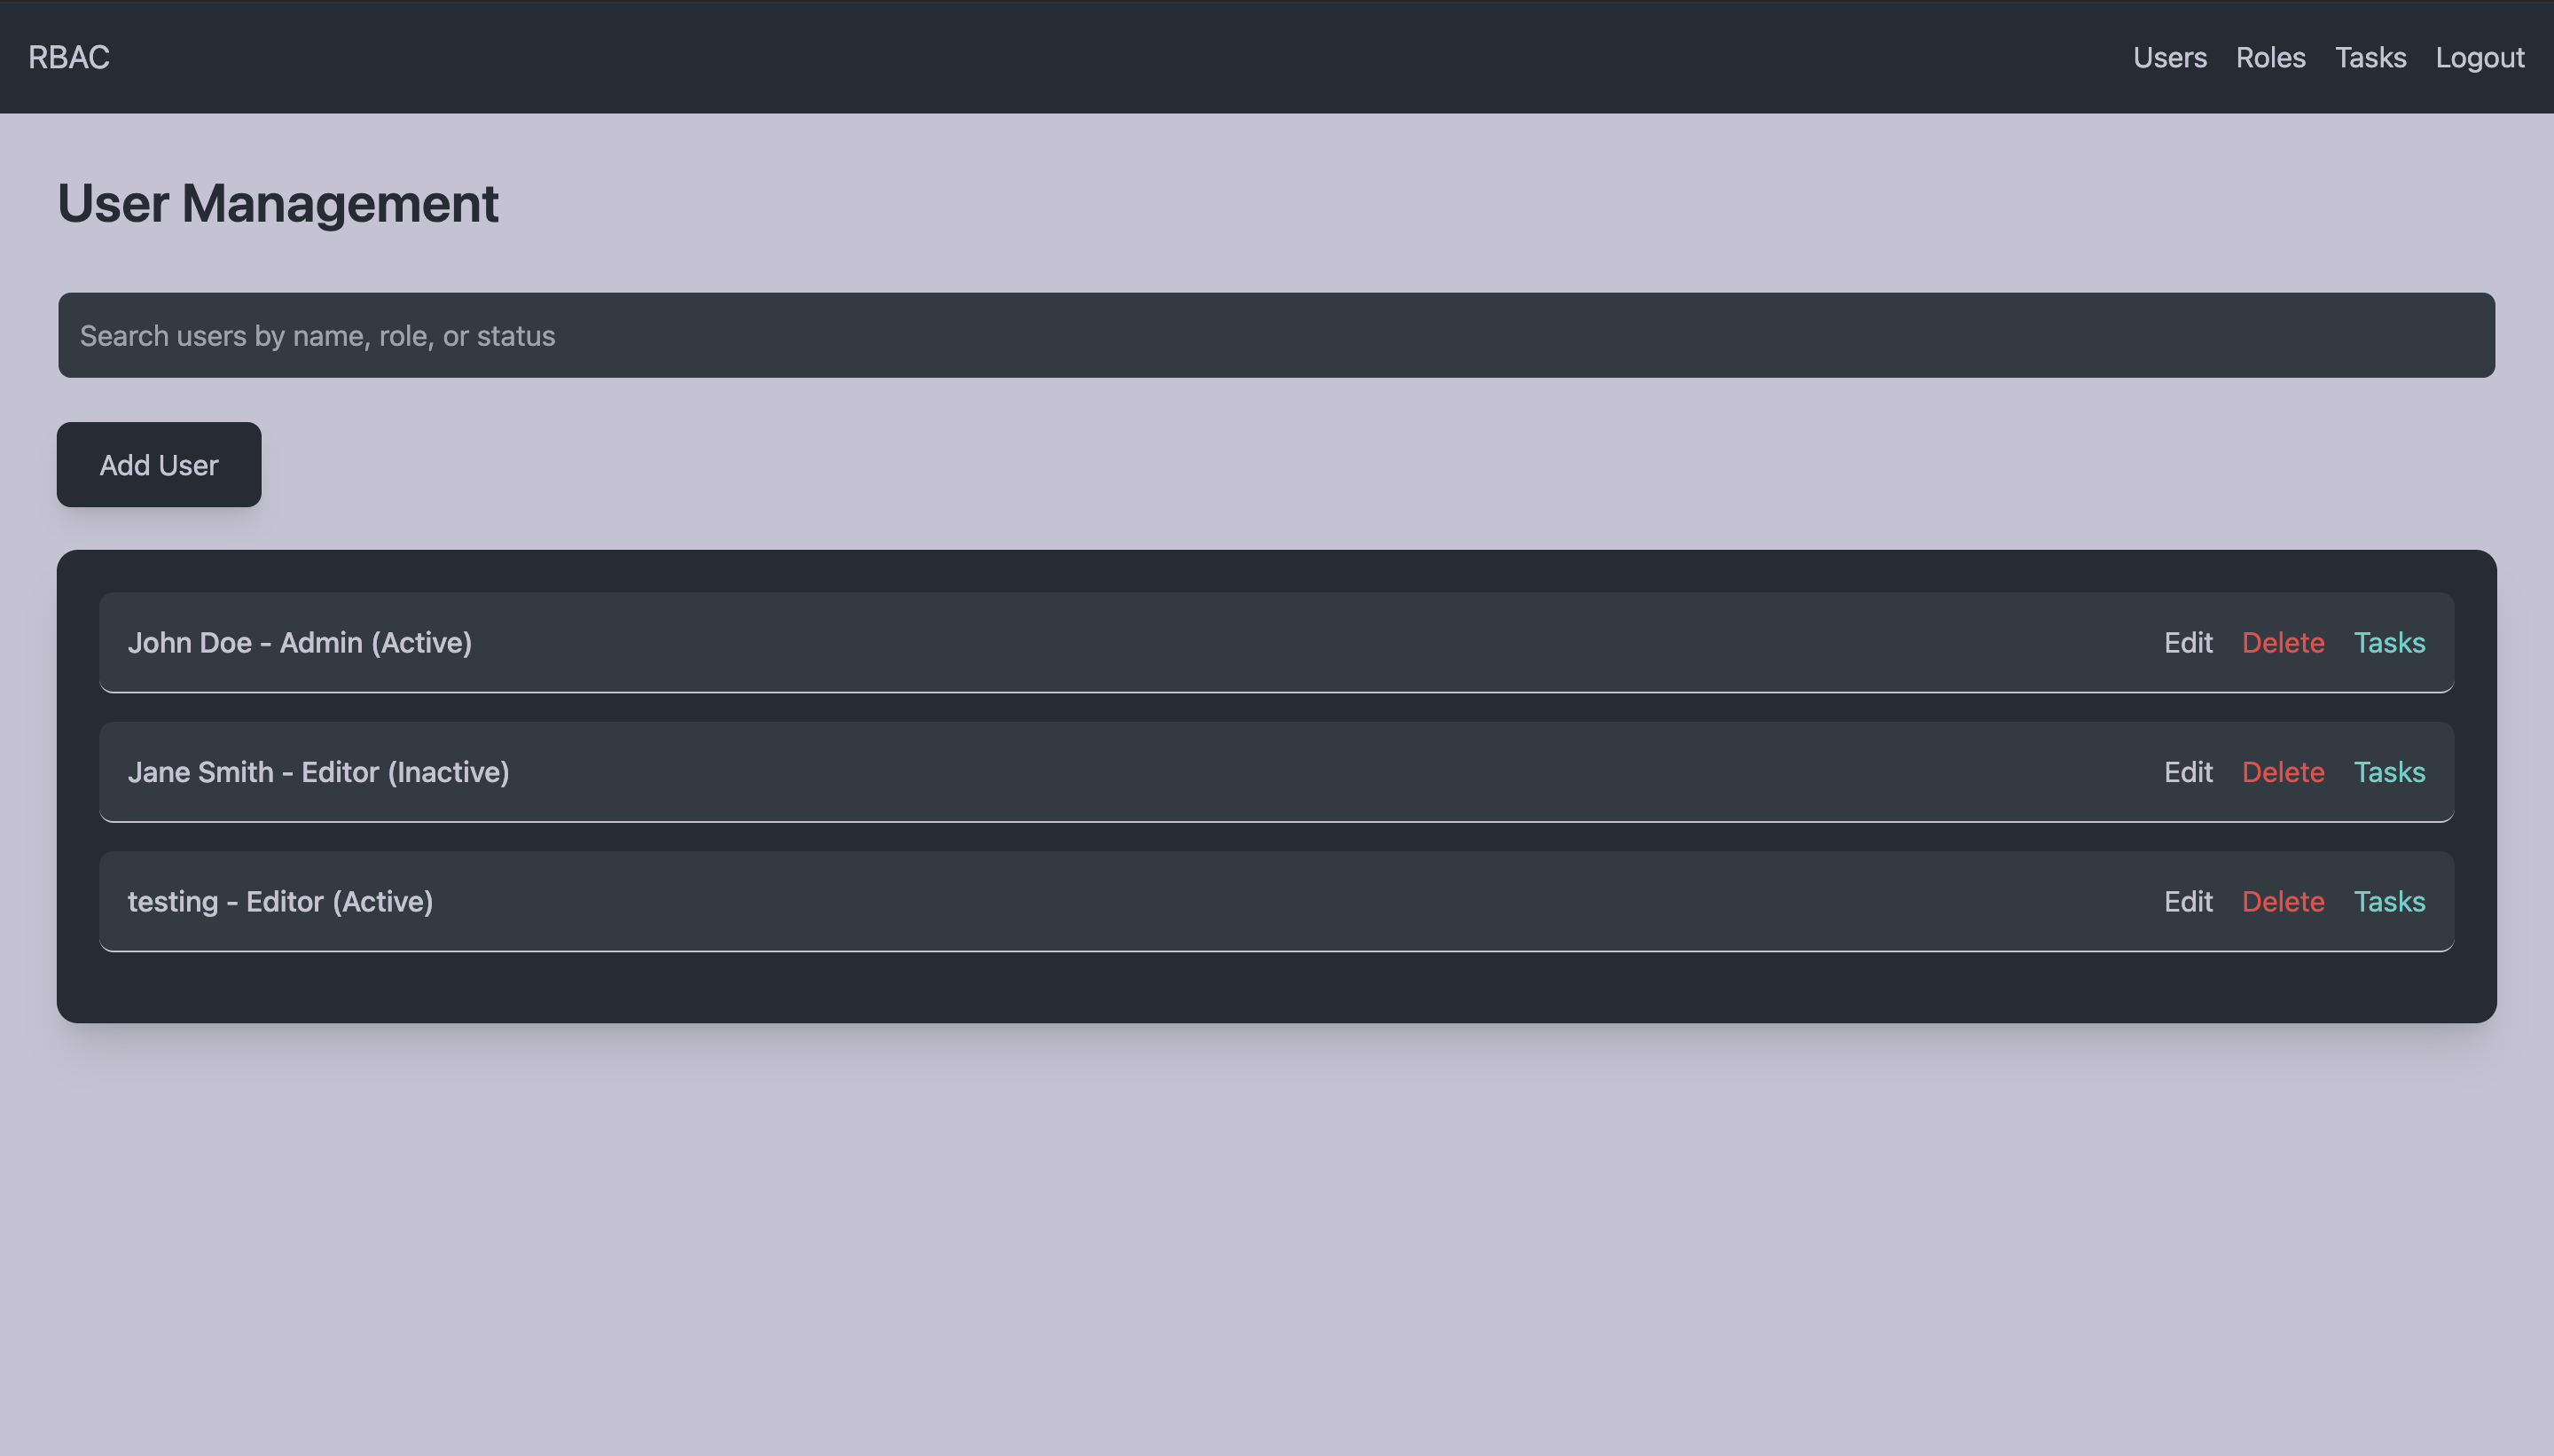 RBAC
Users Roles Tasks Logout
User Management
Search users by name, role, or status
Add User
John Doe - Admin (Active) Edit Delete Tasks
Jane Smith - Editor (Inactive) Edit Delete Tasks
testing - Editor (Active) Edit Delete Tasks